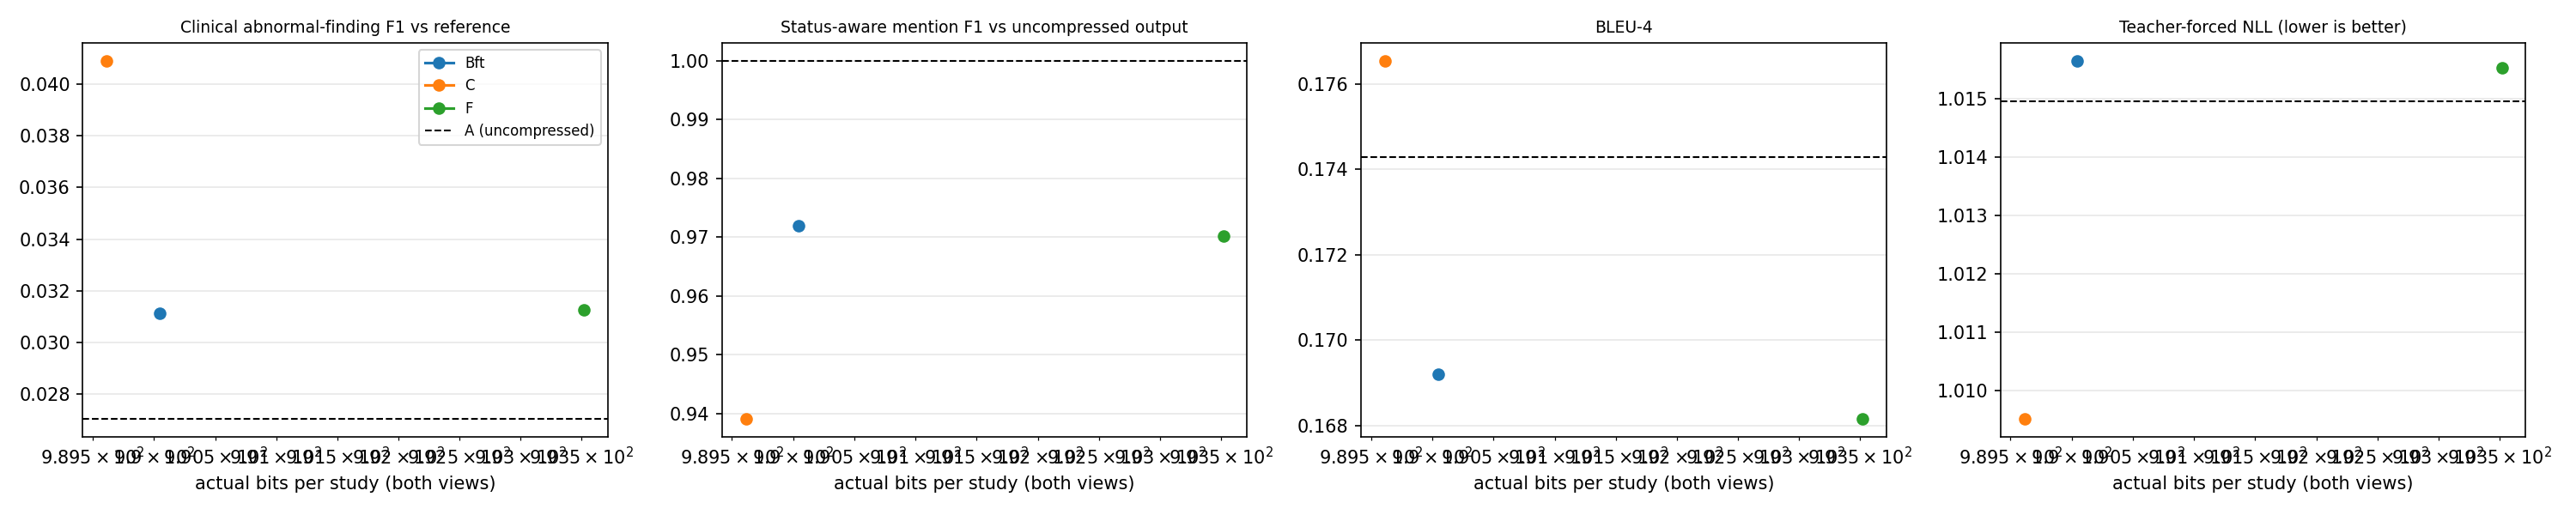 Clinical abnormal-finding F1 vs reference
0.040
0.038
0.036
0.034
0.032
0.030
0.028
Bft
C
F
A (uncompressed)
actual bits per study (both views)
Status-aware mention F1 vs uncompressed output
1.00
0.99
0.98
0.97
0.96
0.95
0.94
actual bits per study (both views)
BLEU-4
0.176
0.174
0.172
0.170
0.168
actual bits per study (both views)
Teacher-forced NLL (lower is better)
1.015
1.014
1.013
1.012
1.011
1.010
actual bits per study (both views)